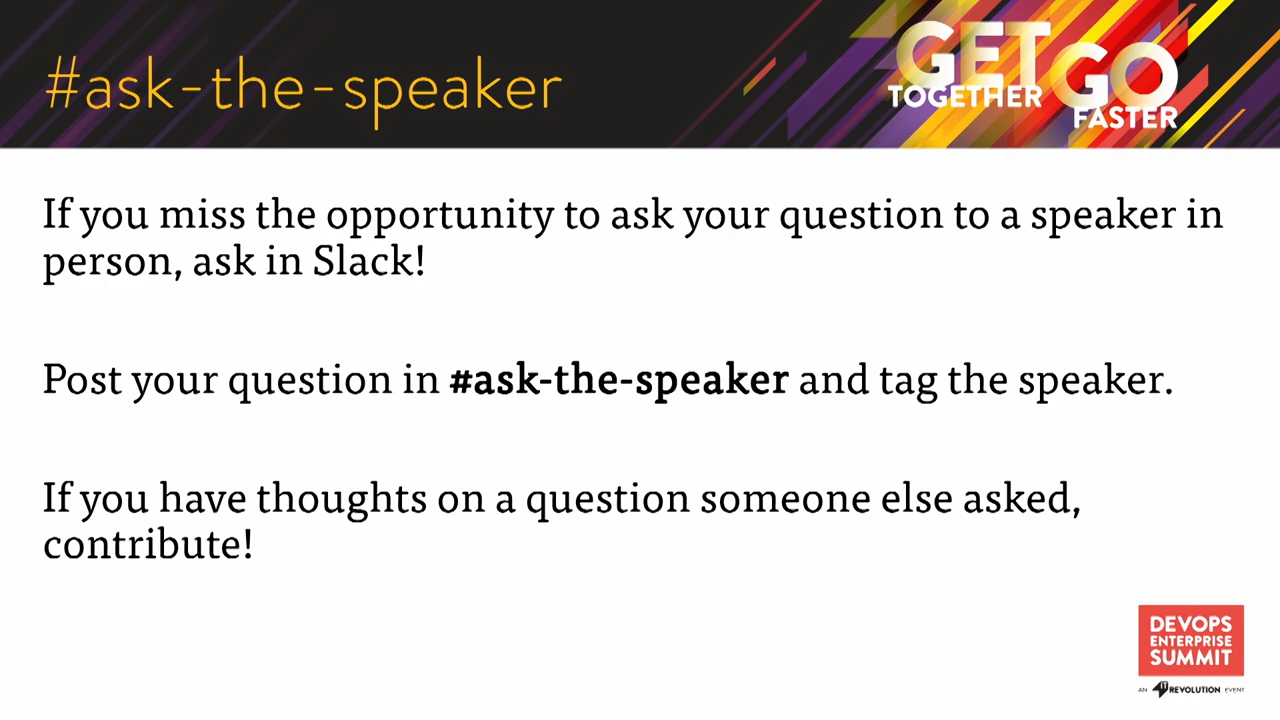 #ask-the-speaker
GET
TOGETHER
GO
FASTER
If you miss the opportunity to ask your question to a speaker in
person, ask in Slack!
Post your question in #ask-the-speaker and tag the speaker.
If you have thoughts on a question someone else asked,
contribute!
DEVOPS
ENTERPRISE
SUMMIT
AN IT REVOLUTION EVENT